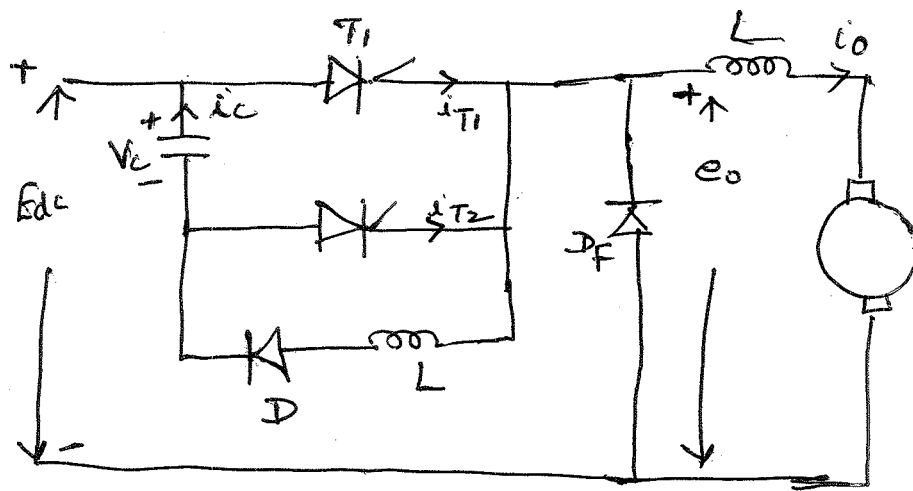 T1
L
i0
+
ic
iT1
+
+
Vc
-
Edc
e0
iT2
DF
L
D
-